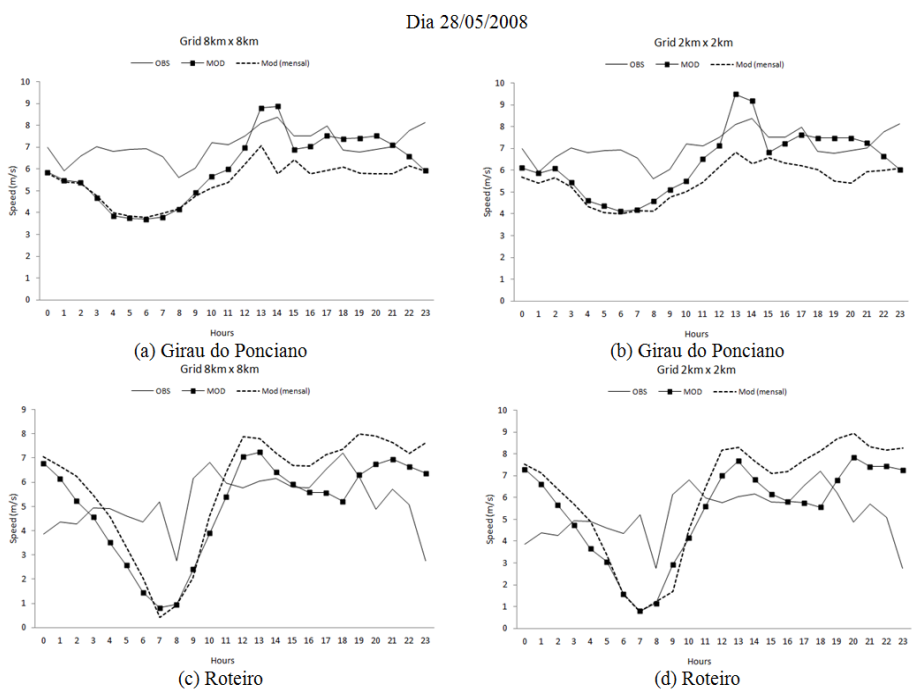 Dia 28/05/2008
Grid 8km x 8km
OBS MOD Mod (mensal)
Speed (m/s)
10
9
8
7
6
5
4
3
2
1
0
0 1 2 3 4 5 6 7 8 9 10 11 12 13 14 15 16 17 18 19 20 21 22 23
Hours
(a) Girau do Ponciano
Grid 2km x 2km
OBS MOD Mod (mensal)
Speed (m/s)
10
9
8
7
6
5
4
3
2
1
0
0 1 2 3 4 5 6 7 8 9 10 11 12 13 14 15 16 17 18 19 20 21 22 23
Hours
(b) Girau do Ponciano
Grid 8km x 8km
OBS MOD Mod (mensal)
Speed (m/s)
9
8
7
6
5
4
3
2
1
0
0 1 2 3 4 5 6 7 8 9 10 11 12 13 14 15 16 17 18 19 20 21 22 23
Hours
(c) Roteiro
Grid 2km x 2km
OBS MOD Mod (mensal)
Speed (m/s)
10
9
8
7
6
5
4
3
2
1
0
0 1 2 3 4 5 6 7 8 9 10 11 12 13 14 15 16 17 18 19 20 21 22 23
Hours
(d) Roteiro